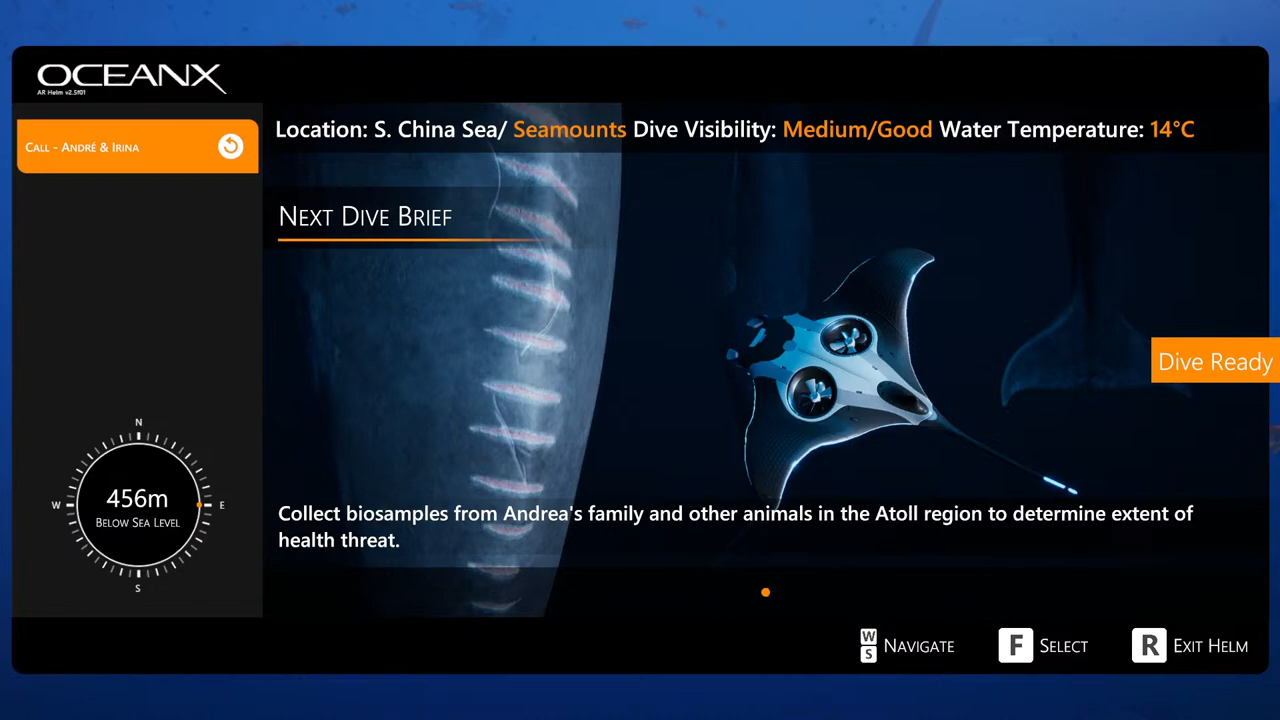 OCEANX
AR Helm v2.5f01
CALL - ANDRÉ & IRINA
Location: S. China Sea/ Seamounts Dive Visibility: Medium/Good Water Temperature: 14°C
NEXT DIVE BRIEF
Dive Ready
N
W
E
S
456m
BELOW SEA LEVEL
Collect biosamples from Andrea's family and other animals in the Atoll region to determine extent of
health threat.
W
S
NAVIGATE
F SELECT
R EXIT HELM